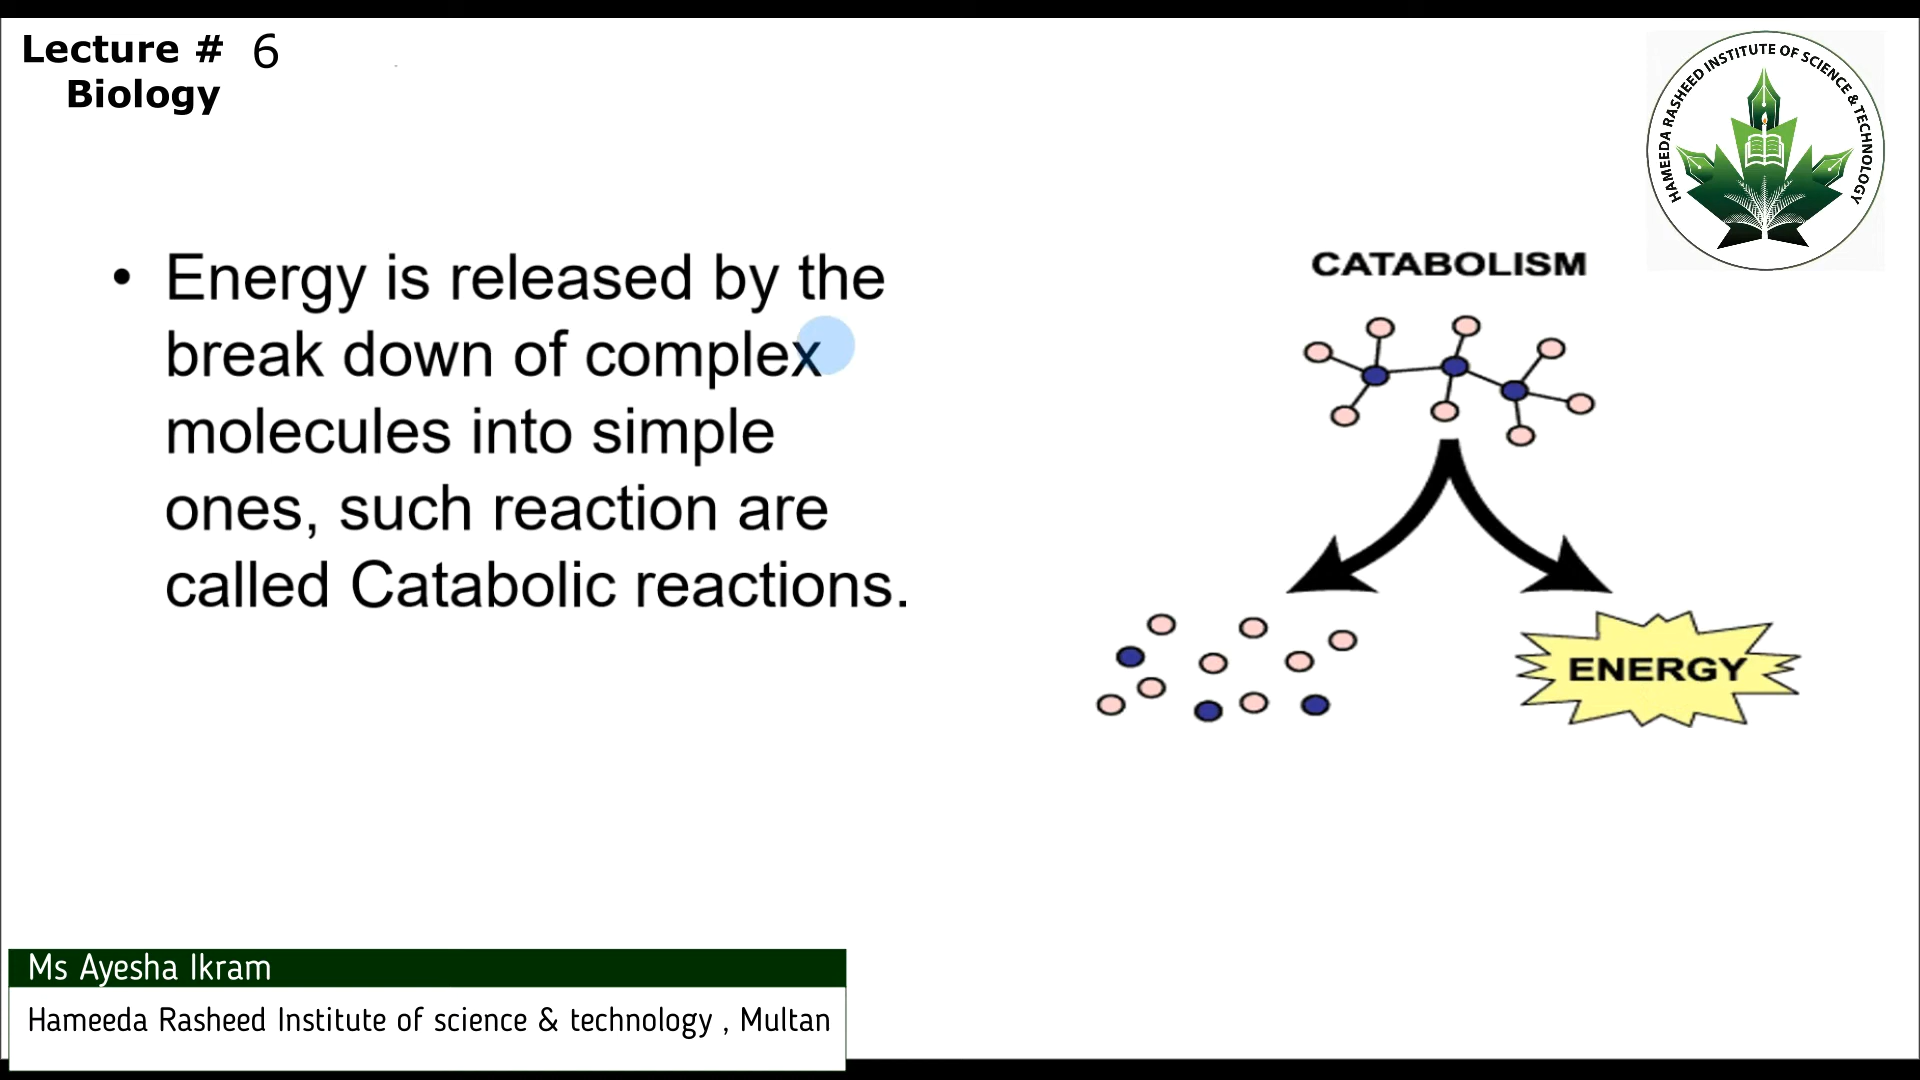 Lecture # 6
Biology
HAMEEDA RASHEED INSTITUTE OF SCIENCE & TECHNOLOGY
• Energy is released by the
break down of complex
molecules into simple
ones, such reaction are
called Catabolic reactions.
CATABOLISM
ENERGY
Ms Ayesha Ikram
Hameeda Rasheed Institute of science & technology , Multan